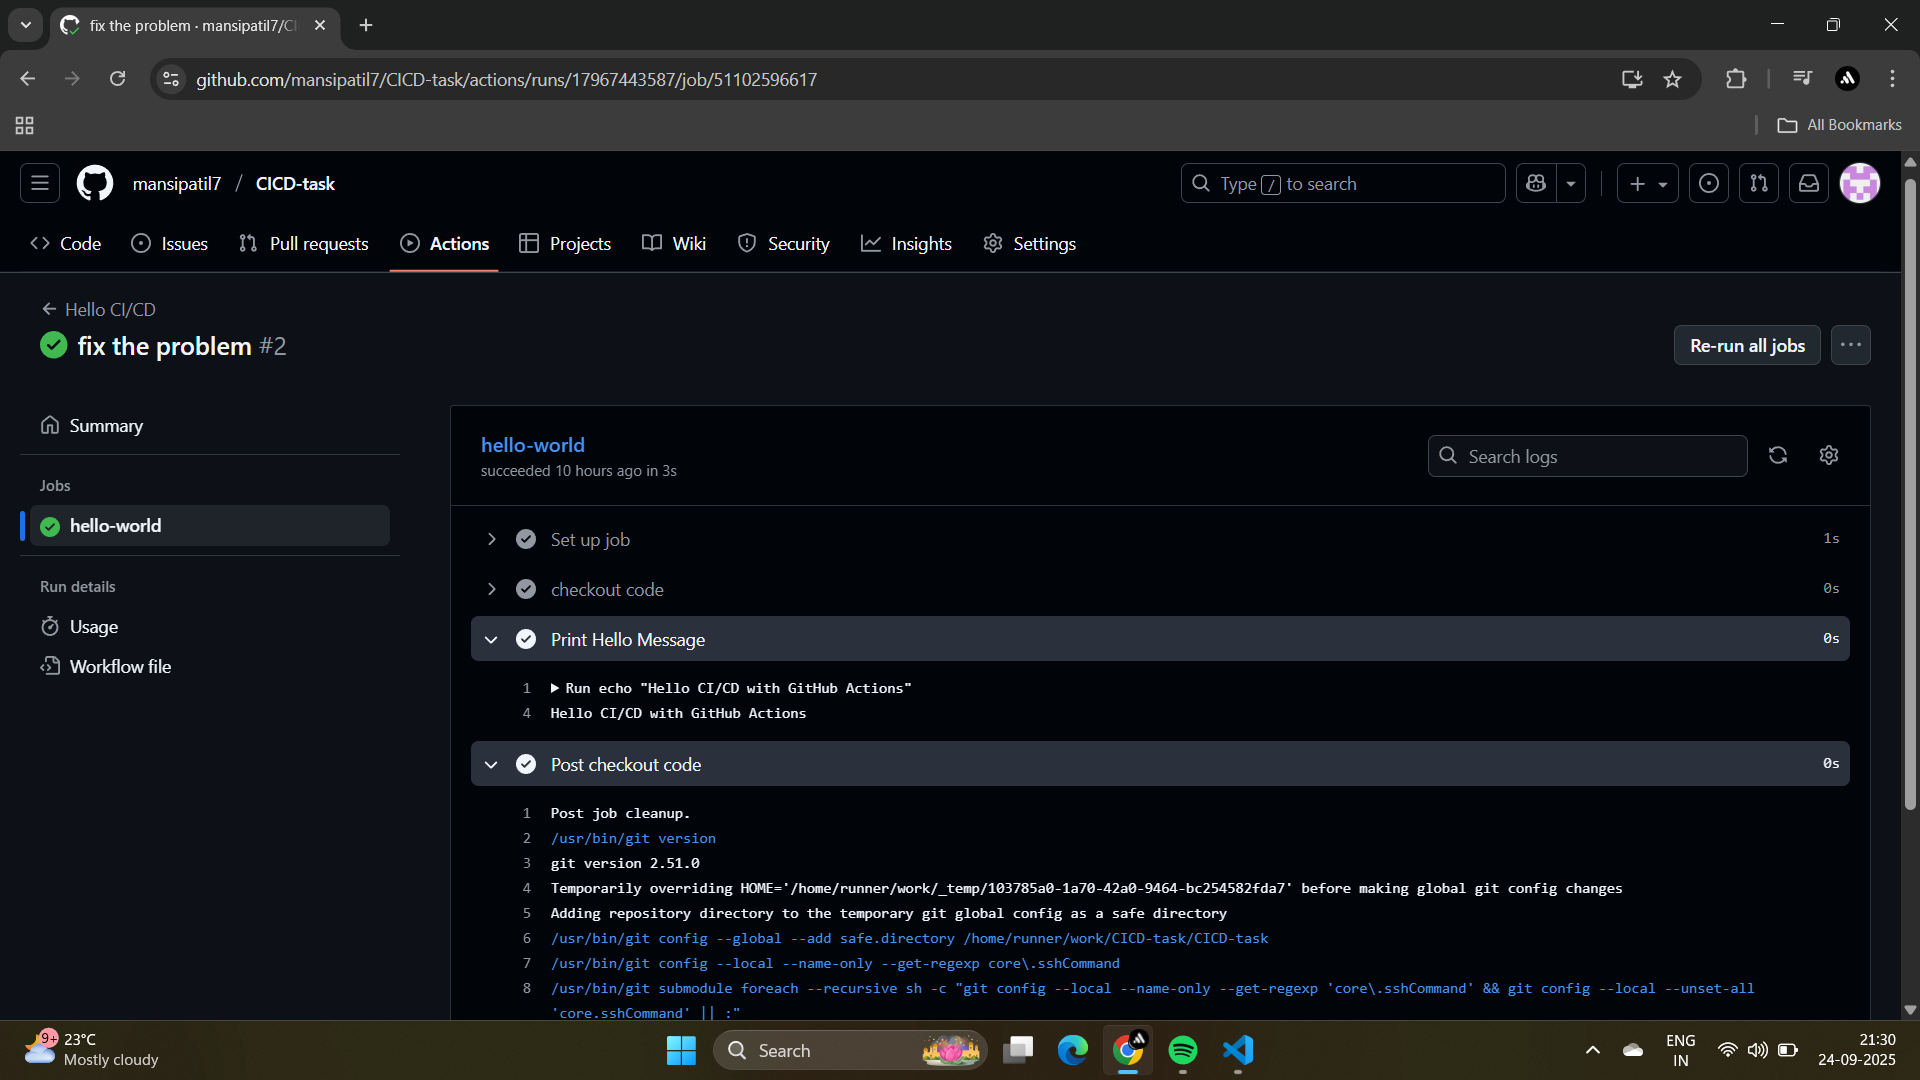 fix the problem · mansipatil7/CI
github.com/mansipatil7/CICD-task/actions/runs/17967443587/job/51102596617
All Bookmarks
mansipatil7 / CICD-task
Type / to search
Code
Issues
Pull requests
Actions
Projects
Wiki
Security
Insights
Settings
Hello CI/CD
fix the problem #2
Re-run all jobs
Summary
Jobs
hello-world
Run details
Usage
Workflow file
hello-world
succeeded 10 hours ago in 3s
Search logs
Set up job 1s
checkout code 0s
Print Hello Message 0s
1 Run echo "Hello CI/CD with GitHub Actions"
4 Hello CI/CD with GitHub Actions
Post checkout code 0s
1 Post job cleanup.
2 /usr/bin/git version
3 git version 2.51.0
4 Temporarily overriding HOME='/home/runner/work/_temp/103785a0-1a70-42a0-9464-bc254582fda7' before making global git config changes
5 Adding repository directory to the temporary git global config as a safe directory
6 /usr/bin/git config --global --add safe.directory /home/runner/work/CICD-task/CICD-task
7 /usr/bin/git config --local --name-only --get-regexp core\.sshCommand
8 /usr/bin/git submodule foreach --recursive sh -c "git config --local --name-only --get-regexp 'core\.sshCommand' && git config --local --unset-all
'core.sshCommand' || :"
9+
23°C
Mostly cloudy
Search
ENG
IN
21:30
24-09-2025